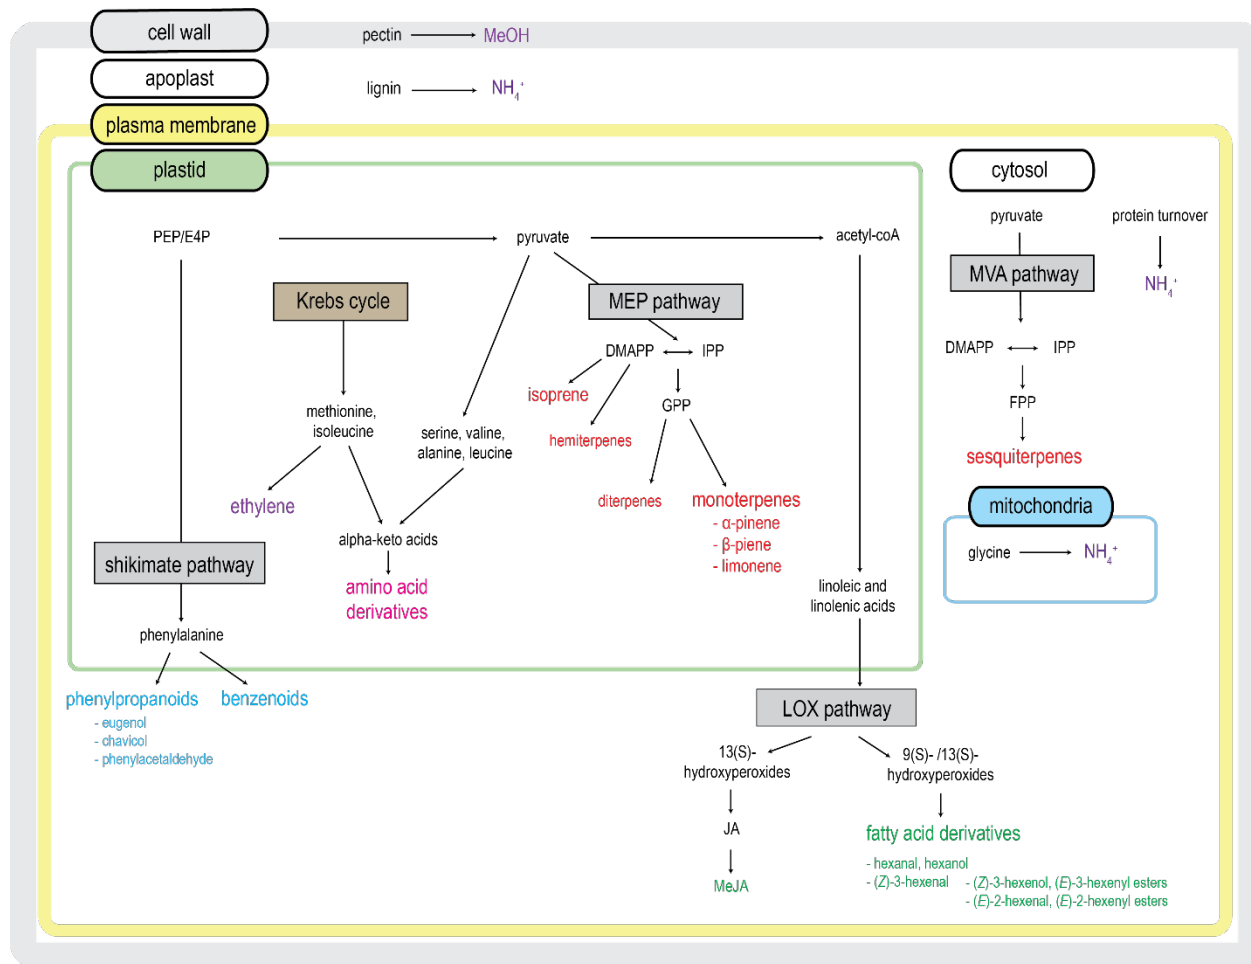 cell wall
pectin
MeOH
apoplast
lignin
NH₄⁺
plasma membrane
plastid
cytosol
PEP/E4P
pyruvate
acetyl-coA
pyruvate
protein turnover
Krebs cycle
MEP pathway
MVA pathway
NH₄⁺
DMAPP
IPP
DMAPP
IPP
isoprene
GPP
FPP
methionine,
isoleucine
serine, valine,
alanine, leucine
hemiterpenes
sesquiterpenes
ethylene
diterpenes
monoterpenes
- α-pinene
- β-piene
- limonene
mitochondria
glycine
NH₄⁺
alpha-keto acids
shikimate pathway
amino acid
derivatives
linoleic and
linolenic acids
phenylalanine
phenylpropanoids
- eugenol
- chavicol
- phenylacetaldehyde
benzenoids
LOX pathway
13(S)-
hydroxyperoxides
9(S)- /13(S)-
hydroxyperoxides
JA
MeJA
fatty acid derivatives
- hexanal, hexanol
- (Z)-3-hexenal
- (Z)-3-hexenol, (E)-3-hexenyl esters
- (E)-2-hexenal, (E)-2-hexenyl esters